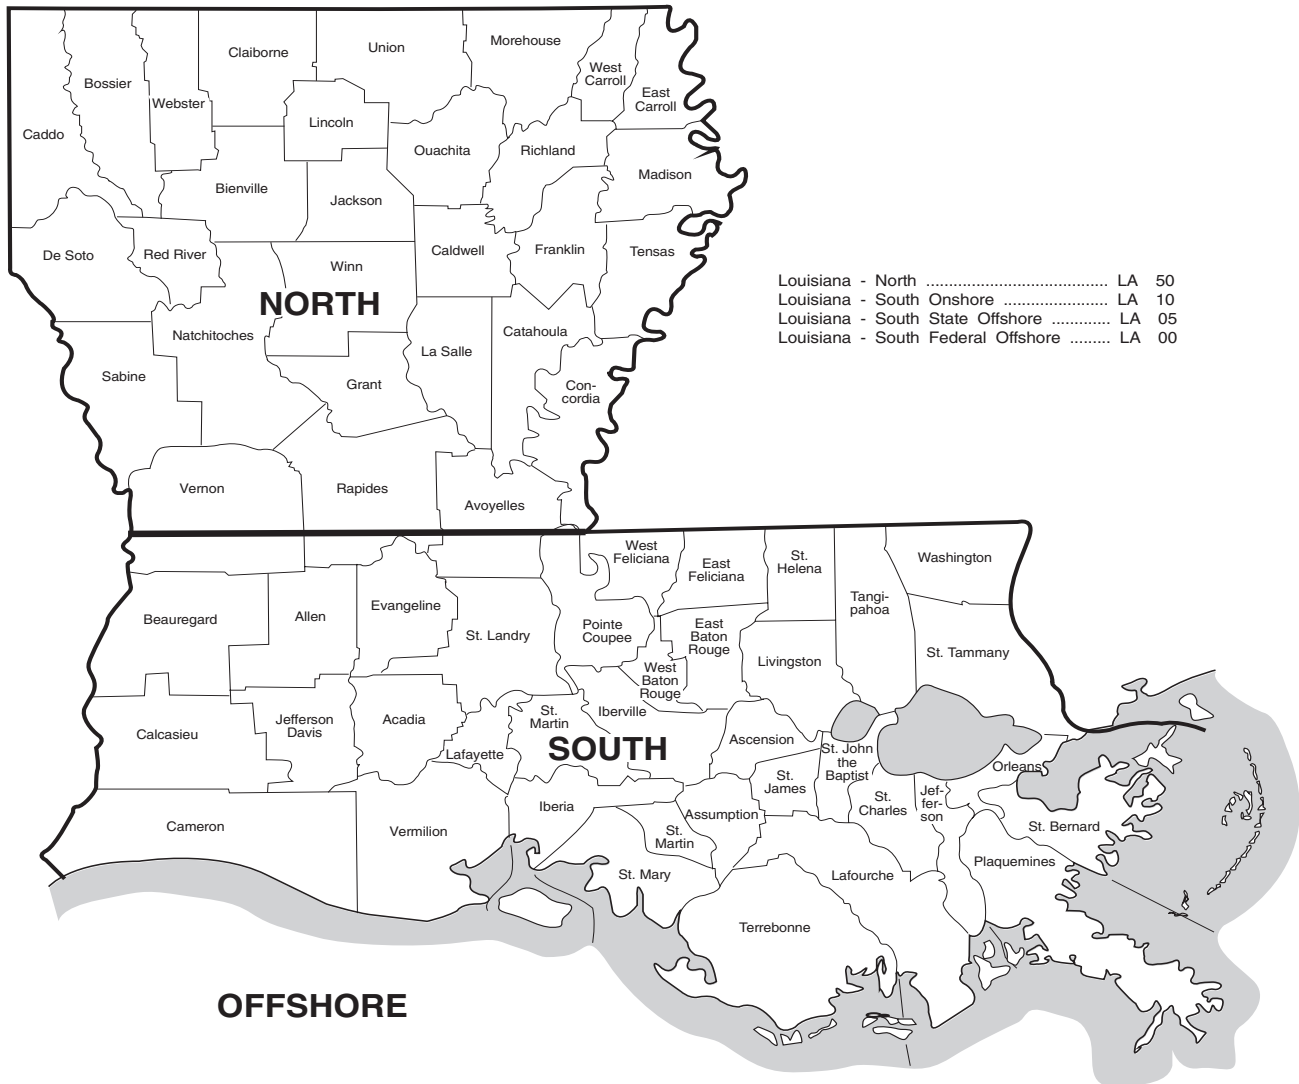 Claiborne
Union
Morehouse
West
Carroll
Bossier
Webster
East
Carroll
Caddo
Lincoln
Ouachita
Richland
Madison
Bienville
Jackson
De Soto
Red River
Caldwell
Franklin
Tensas
Winn
NORTH
Natchitoches
Catahoula
La Salle
Sabine
Grant
Con-
cordia
Vernon
Rapides
Avoyelles
Louisiana - North ........................................ LA 50
Louisiana - South Onshore ....................... LA 10
Louisiana - South State Offshore ............. LA 05
Louisiana - South Federal Offshore ......... LA 00
West
Feliciana
East
Feliciana
St.
Helena
Washington
Tangi-
pahoa
Beauregard
Allen
Evangeline
St. Landry
Pointe
Coupee
East
Baton
Rouge
Livingston
St. Tammany
West
Baton
Rouge
Calcasieu
Jefferson
Davis
Acadia
Lafayette
St.
Martin
Iberville
SOUTH
Ascension
St. John
the
Baptist
Orleans
St.
James
St.
Charles
Jef-
fer-
son
Cameron
Vermilion
Iberia
Assumption
St.
Martin
St. Bernard
Plaquemines
St. Mary
Lafourche
Terrebonne
OFFSHORE